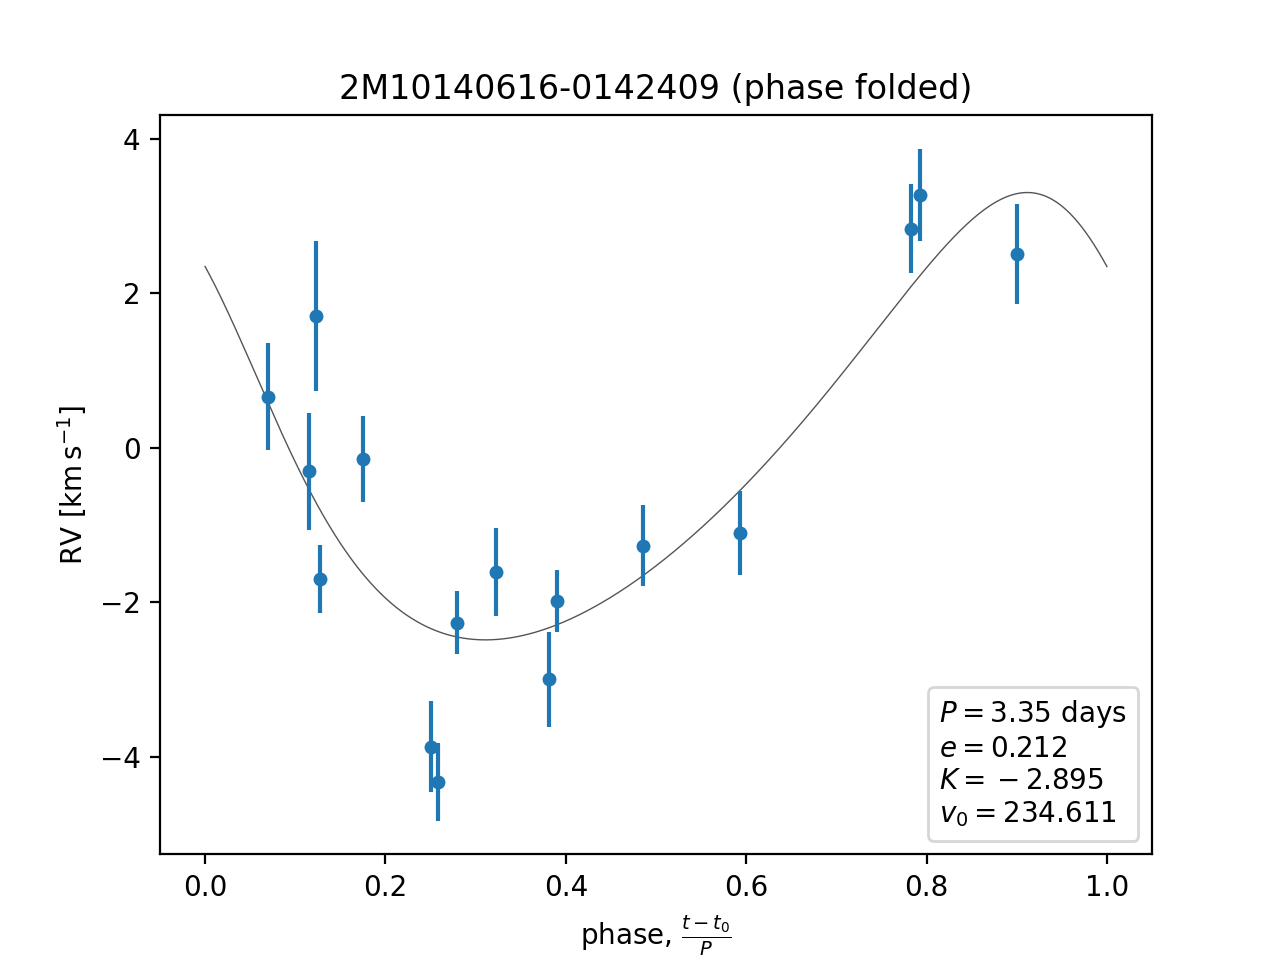 2M10140616-0142409 (phase folded)
4
2
0
−2
−4
RV [km s⁻¹]
P = 3.35 days
e = 0.212
K = −2.895
v₀ = 234.611
0.0 0.2 0.4 0.6 0.8 1.0
phase, (t − t₀)/P